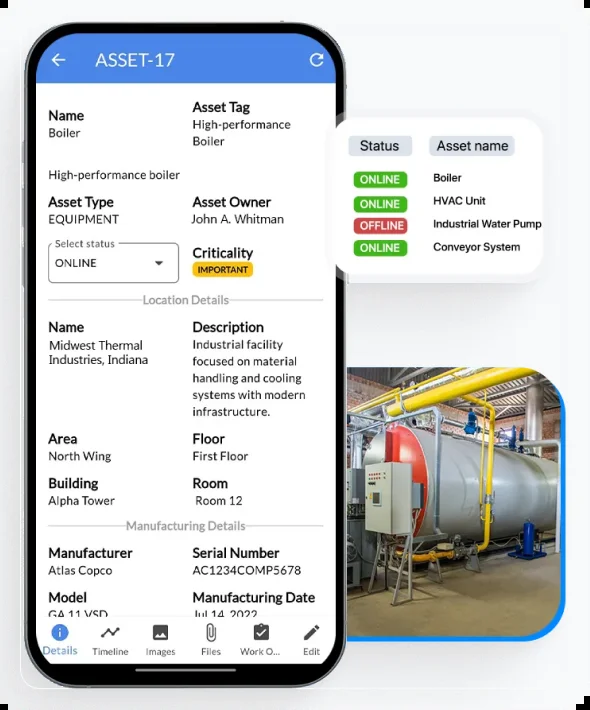 ASSET-17
Name
Boiler
Asset Tag
High-performance
Boiler
High-performance boiler
Asset Type
EQUIPMENT
Asset Owner
John A. Whitman
Select status
ONLINE
Criticality
IMPORTANT
Location Details
Name
Midwest Thermal
Industries, Indiana
Description
Industrial facility
focused on material
handling and cooling
systems with modern
infrastructure.
Area
North Wing
Floor
First Floor
Building
Alpha Tower
Room
Room 12
Manufacturing Details
Manufacturer
Atlas Copco
Serial Number
AC1234COMP5678
Model
GA 11 VSD
Manufacturing Date
Jul 14, 2022
Details
Timeline
Images
Files
Work O...
Edit
Status Asset name
ONLINE Boiler
ONLINE HVAC Unit
OFFLINE Industrial Water Pump
ONLINE Conveyor System